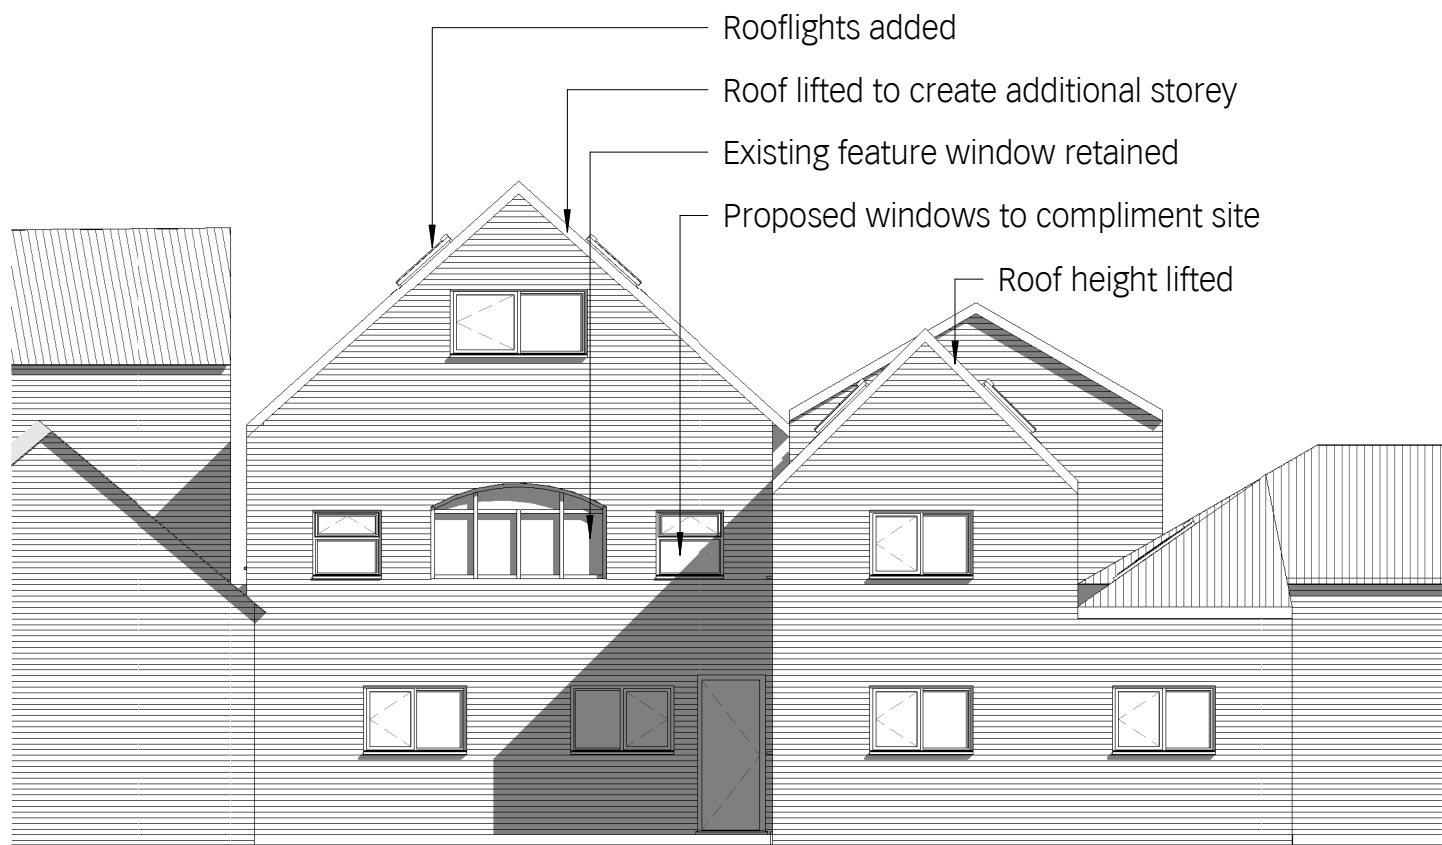 Rooflights added
Roof lifted to create additional storey
Existing feature window retained
Proposed windows to compliment site
Roof height lifted